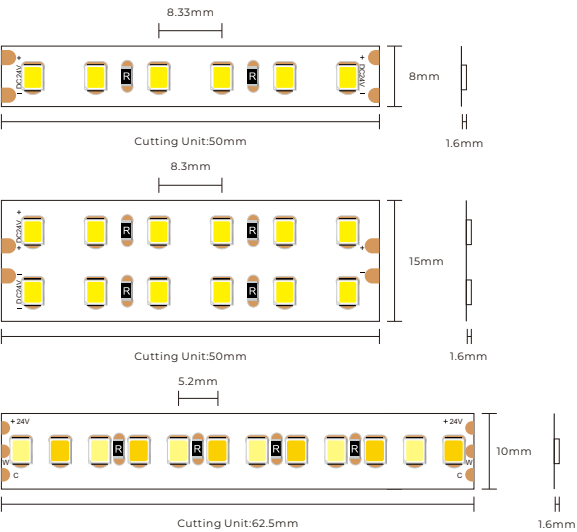 8.33mm
+ +
DC24V R R DC24V
- -
8mm
Cutting Unit:50mm
1.6mm
8.3mm
+
DC24V R R
+ +
- -
DC24V R R
-
15mm
Cutting Unit:50mm
1.6mm
5.2mm
+24V +24V
R R R R
W W
C C
10mm
Cutting Unit:62.5mm
1.6mm